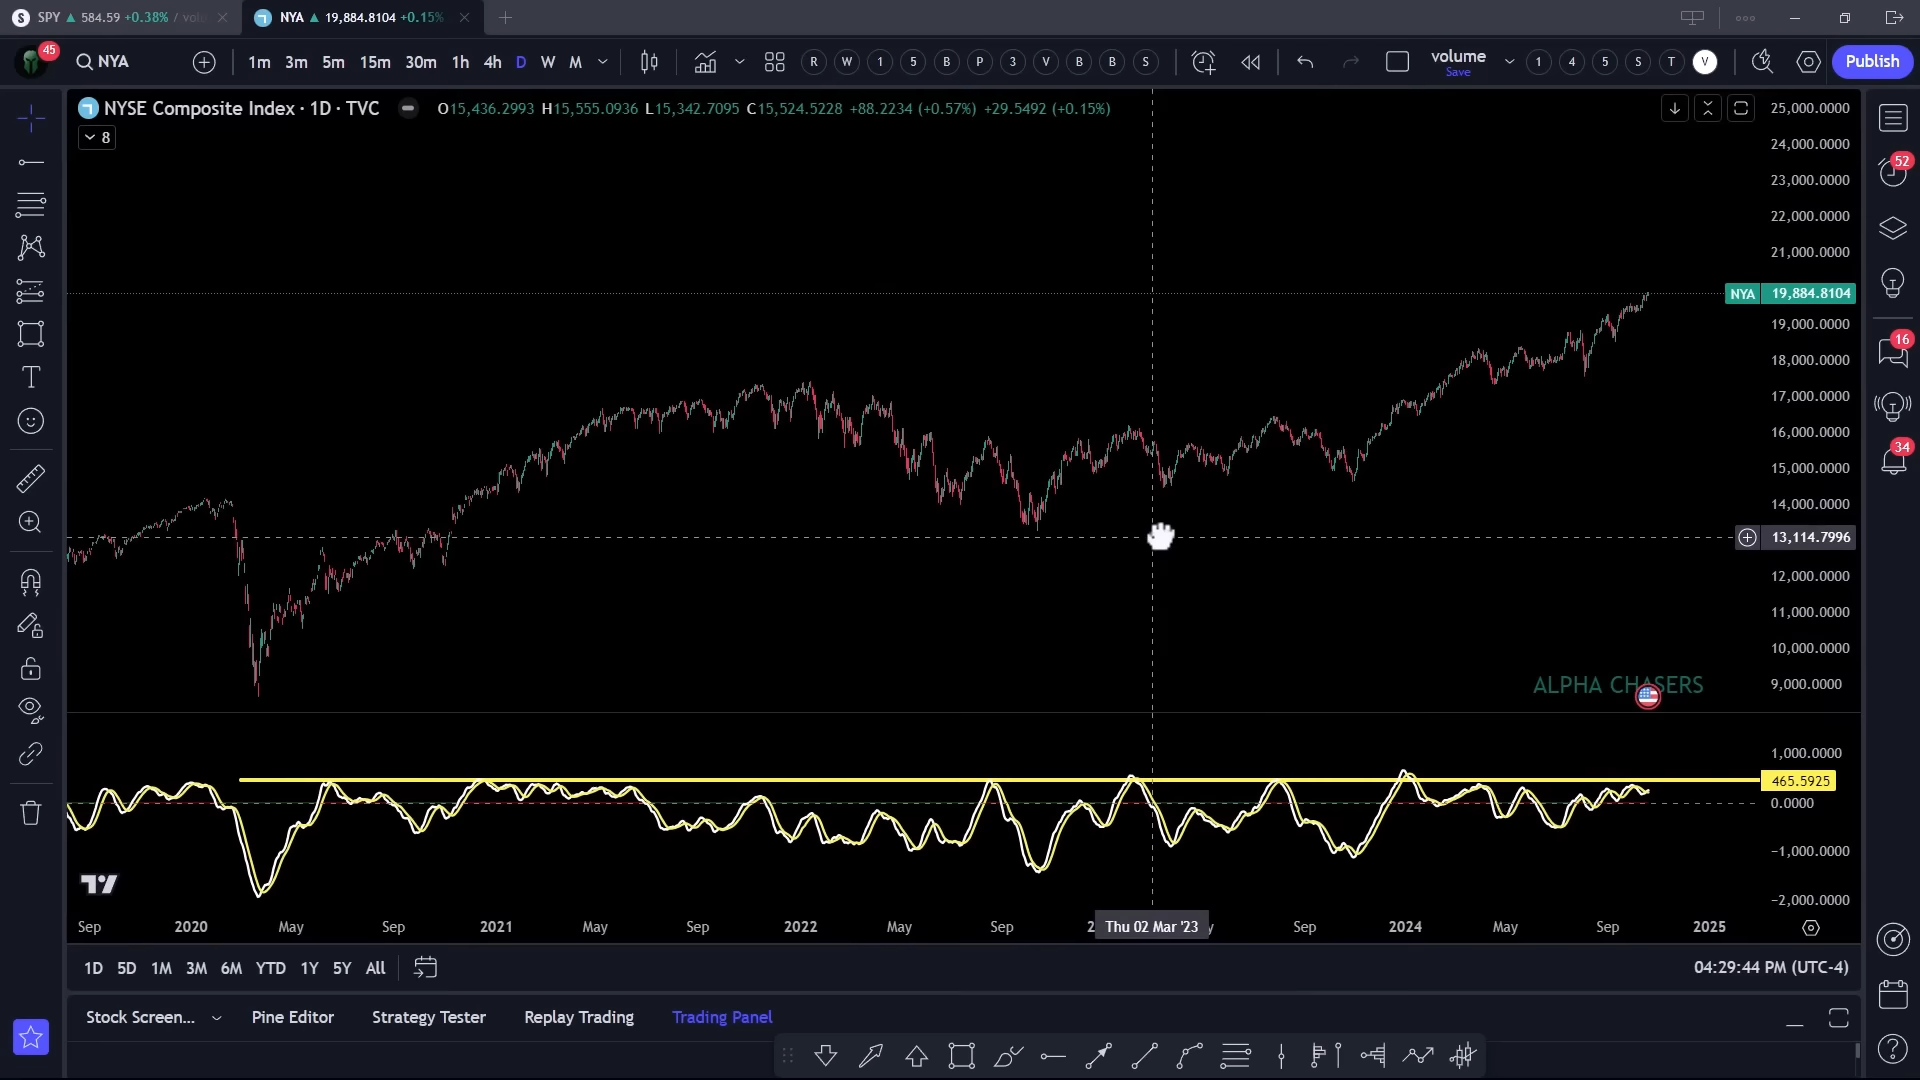 SPY 584.59 +0.38% / volu
NYA 19,884.8104 +0.15%
45 NYA 1m 3m 5m 15m 30m 1h 4h D W M R W 1 5 B P 3 V B B S volume Save 1 4 5 S T V Publish
NYSE Composite Index · 1D · TVC O15,436.2993 H15,555.0936 L15,342.7095 C15,524.5228 +88.2234 (+0.57%) +29.5492 (+0.15%)
8
25,000.0000
24,000.0000
23,000.0000
22,000.0000
21,000.0000
NYA 19,884.8104
19,000.0000
18,000.0000
17,000.0000
16,000.0000
15,000.0000
14,000.0000
13,114.7996
12,000.0000
11,000.0000
10,000.0000
9,000.0000
52
16
34
ALPHA CHASERS
1,000.0000
465.5925
0.0000
−1,000.0000
−2,000.0000
Sep 2020 May Sep 2021 May Sep 2022 May Sep 2 Thu 02 Mar '23 y Sep 2024 May Sep 2025
1D 5D 1M 3M 6M YTD 1Y 5Y All 04:29:44 PM (UTC-4)
Stock Screen... Pine Editor Strategy Tester Replay Trading Trading Panel